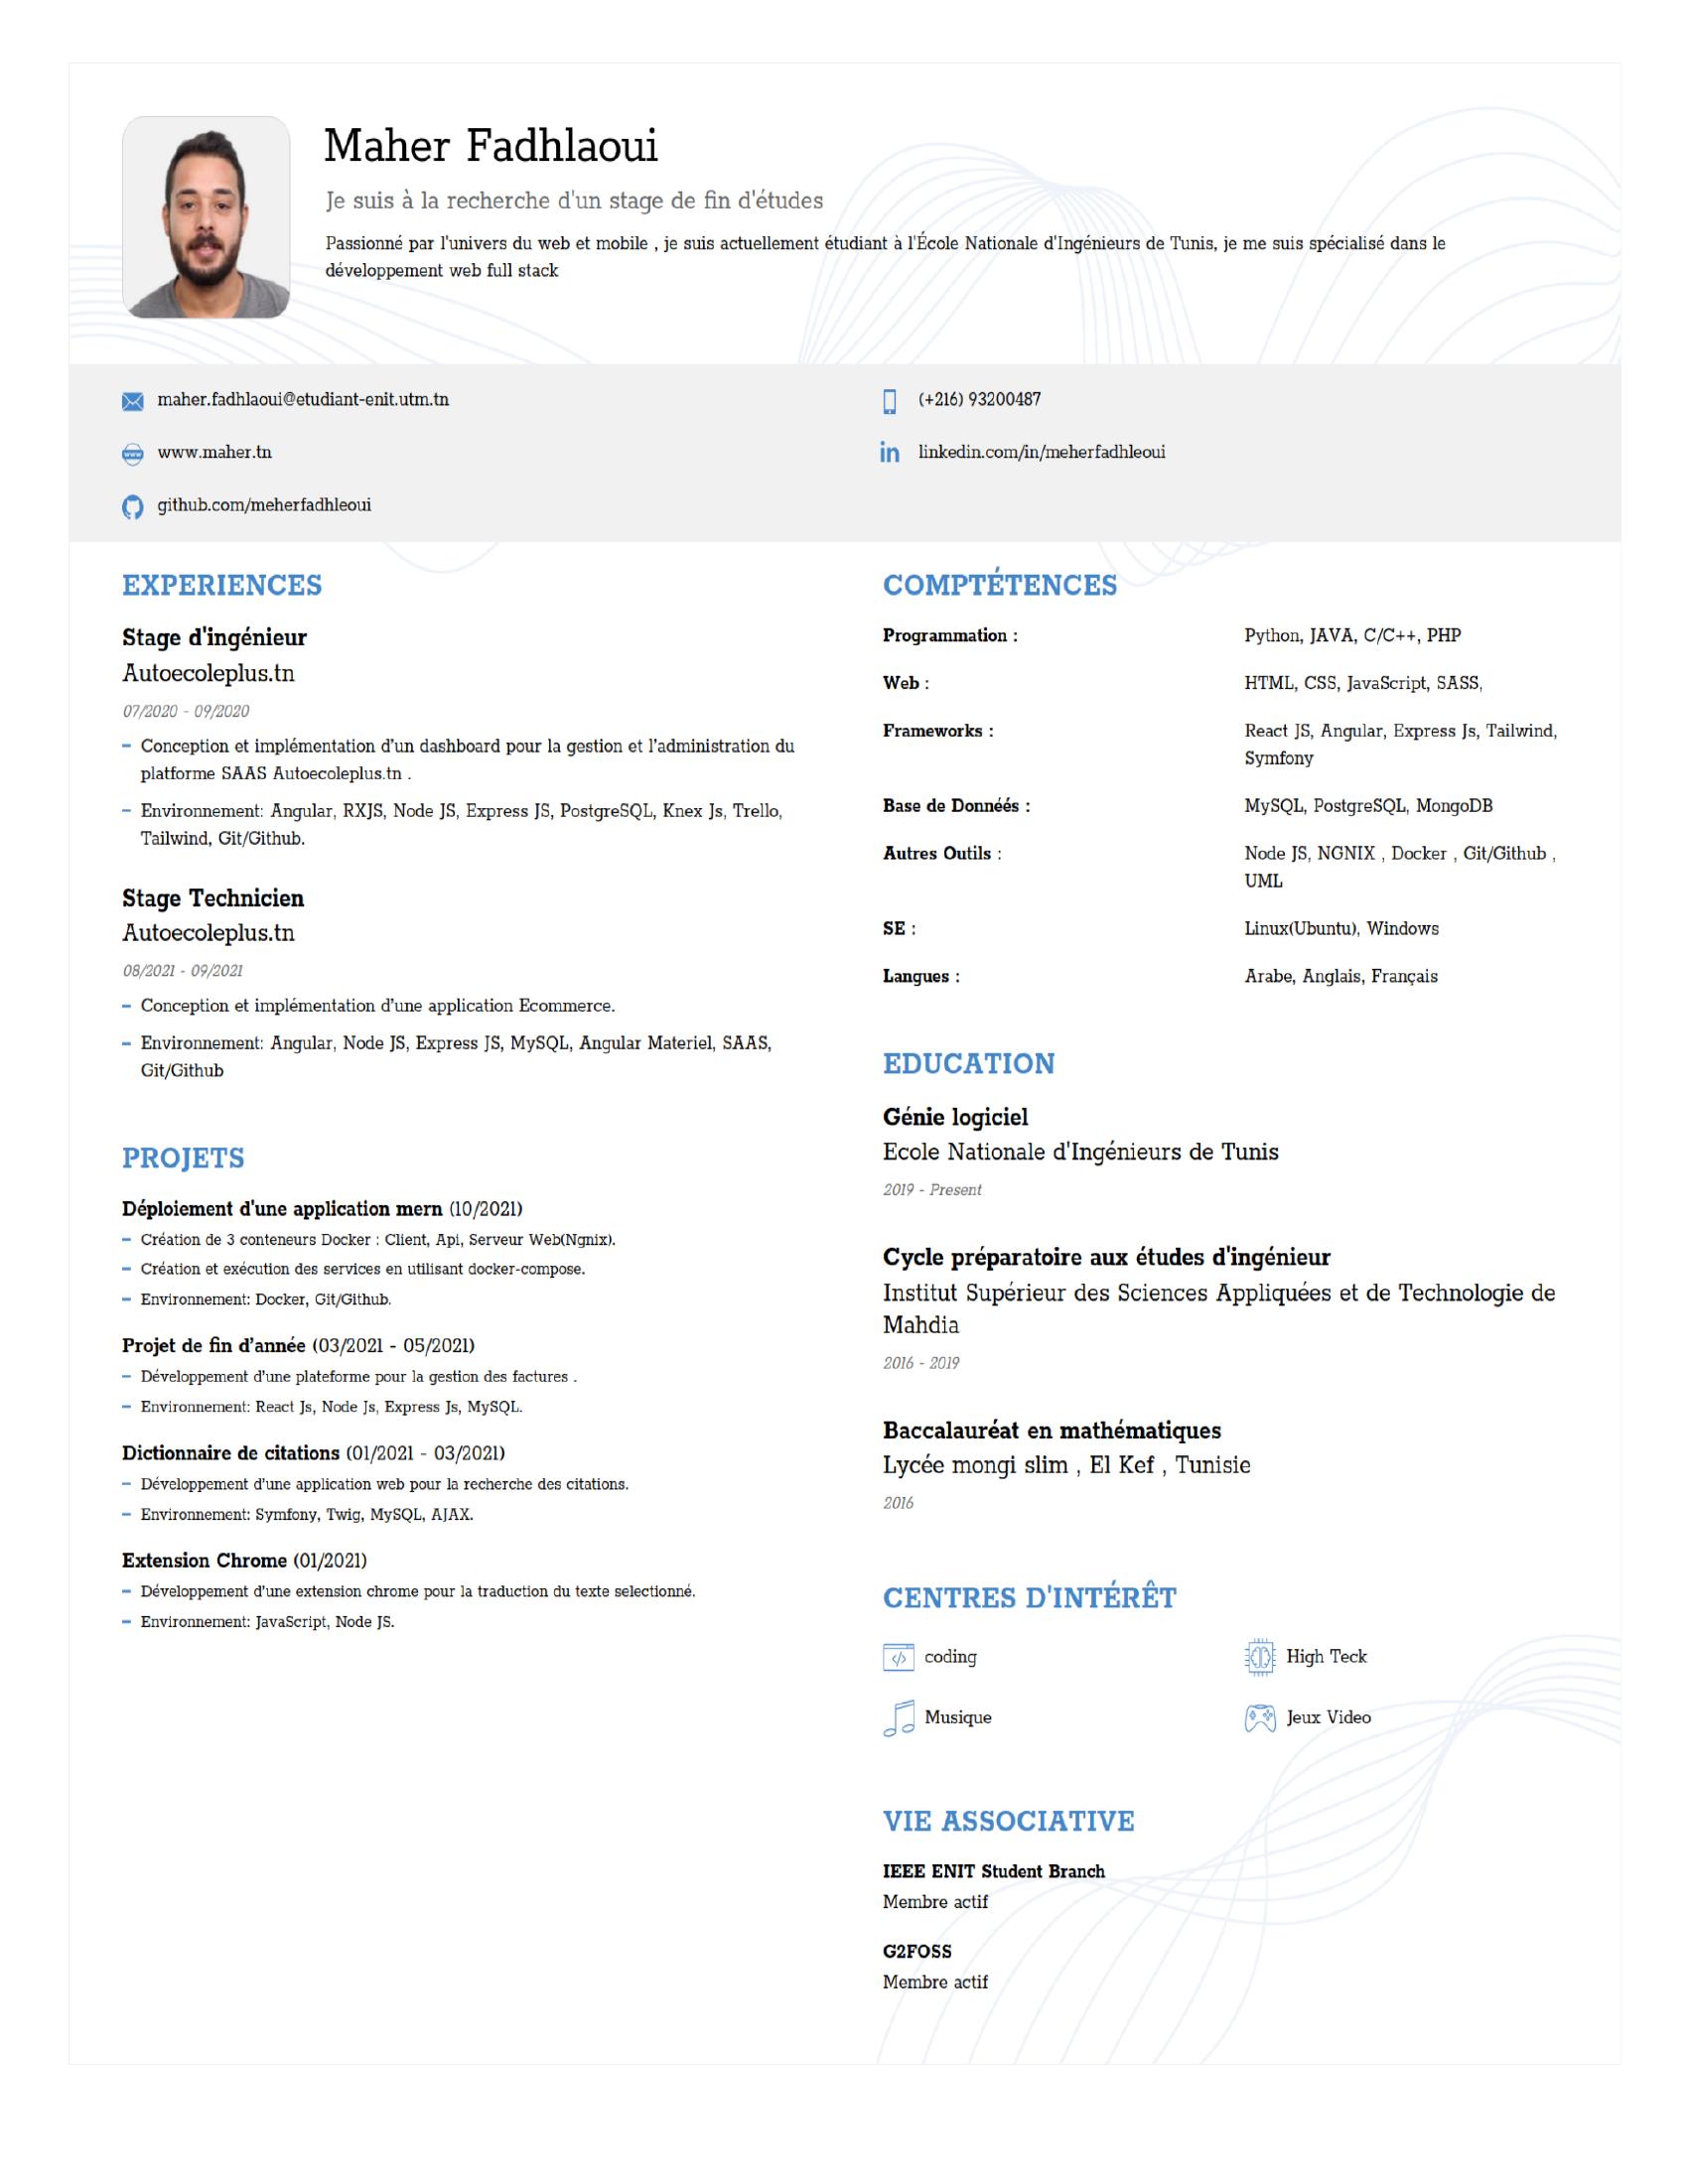 Maher Fadhlaoui
Je suis à la recherche d'un stage de fin d'études
Passionné par l'univers du web et mobile , je suis actuellement étudiant à l'École Nationale d'Ingénieurs de Tunis, je me suis spécialisé dans le
développement web full stack
maher.fadhlaoui@etudiant-enit.utm.tn
(+216) 93200487
www.maher.tn
linkedin.com/in/meherfadhleoui
github.com/meherfadhleoui
EXPERIENCES
Stage d'ingénieur
Autoecoleplus.tn
07/2020 - 09/2020
– Conception et implémentation d'un dashboard pour la gestion et l'administration du
platforme SAAS Autoecoleplus.tn .
– Environnement: Angular, RXJS, Node JS, Express JS, PostgreSQL, Knex Js, Trello,
Tailwind, Git/Github.
Stage Technicien
Autoecoleplus.tn
08/2021 - 09/2021
– Conception et implémentation d'une application Ecommerce.
– Environnement: Angular, Node JS, Express JS, MySQL, Angular Materiel, SAAS,
Git/Github
PROJETS
Déploiement d'une application mern (10/2021)
– Création de 3 conteneurs Docker : Client, Api, Serveur Web(Ngnix).
– Création et exécution des services en utilisant docker-compose.
– Environnement: Docker, Git/Github.
Projet de fin d'année (03/2021 - 05/2021)
– Développement d'une plateforme pour la gestion des factures .
– Environnement: React Js, Node Js, Express Js, MySQL.
Dictionnaire de citations (01/2021 - 03/2021)
– Développement d'une application web pour la recherche des citations.
– Environnement: Symfony, Twig, MySQL, AJAX.
Extension Chrome (01/2021)
– Développement d'une extension chrome pour la traduction du texte selectionné.
– Environnement: JavaScript, Node JS.
COMPTÉTENCES
Programmation : Python, JAVA, C/C++, PHP
Web : HTML, CSS, JavaScript, SASS,
Frameworks : React JS, Angular, Express Js, Tailwind,
Symfony
Base de Donnéés : MySQL, PostgreSQL, MongoDB
Autres Outils : Node JS, NGNIX , Docker , Git/Github ,
UML
SE : Linux(Ubuntu), Windows
Langues : Arabe, Anglais, Français
EDUCATION
Génie logiciel
Ecole Nationale d'Ingénieurs de Tunis
2019 - Present
Cycle préparatoire aux études d'ingénieur
Institut Supérieur des Sciences Appliquées et de Technologie de
Mahdia
2016 - 2019
Baccalauréat en mathématiques
Lycée mongi slim , El Kef , Tunisie
2016
CENTRES D'INTÉRÊT
coding
High Teck
Musique
Jeux Video
VIE ASSOCIATIVE
IEEE ENIT Student Branch
Membre actif
G2FOSS
Membre actif